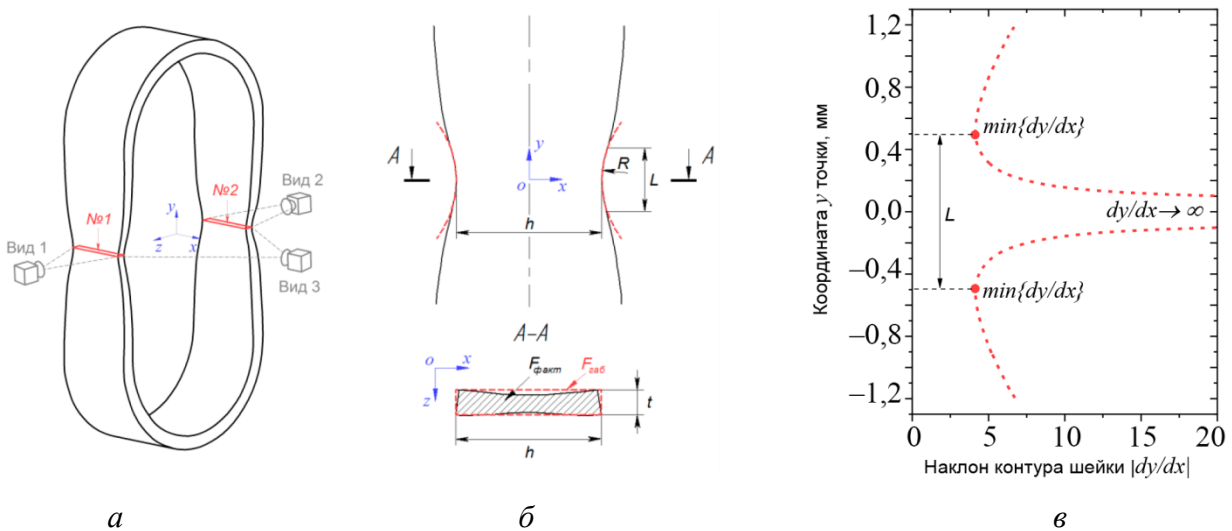 №1
№2
Вид 1
Вид 2
Вид 3
y
z
x
а
A
A
y
o
x
R
L
h
A–A
o
x
z
Fфакт
Fгаб
t
h
б
Координата y точки, мм
1,2
0,8
0,4
0,0
−0,4
−0,8
−1,2
min{dy/dx}
dy/dx→ ∞
L
min{dy/dx}
0
5
10
15
20
Наклон контура шейки |dy/dx|
в